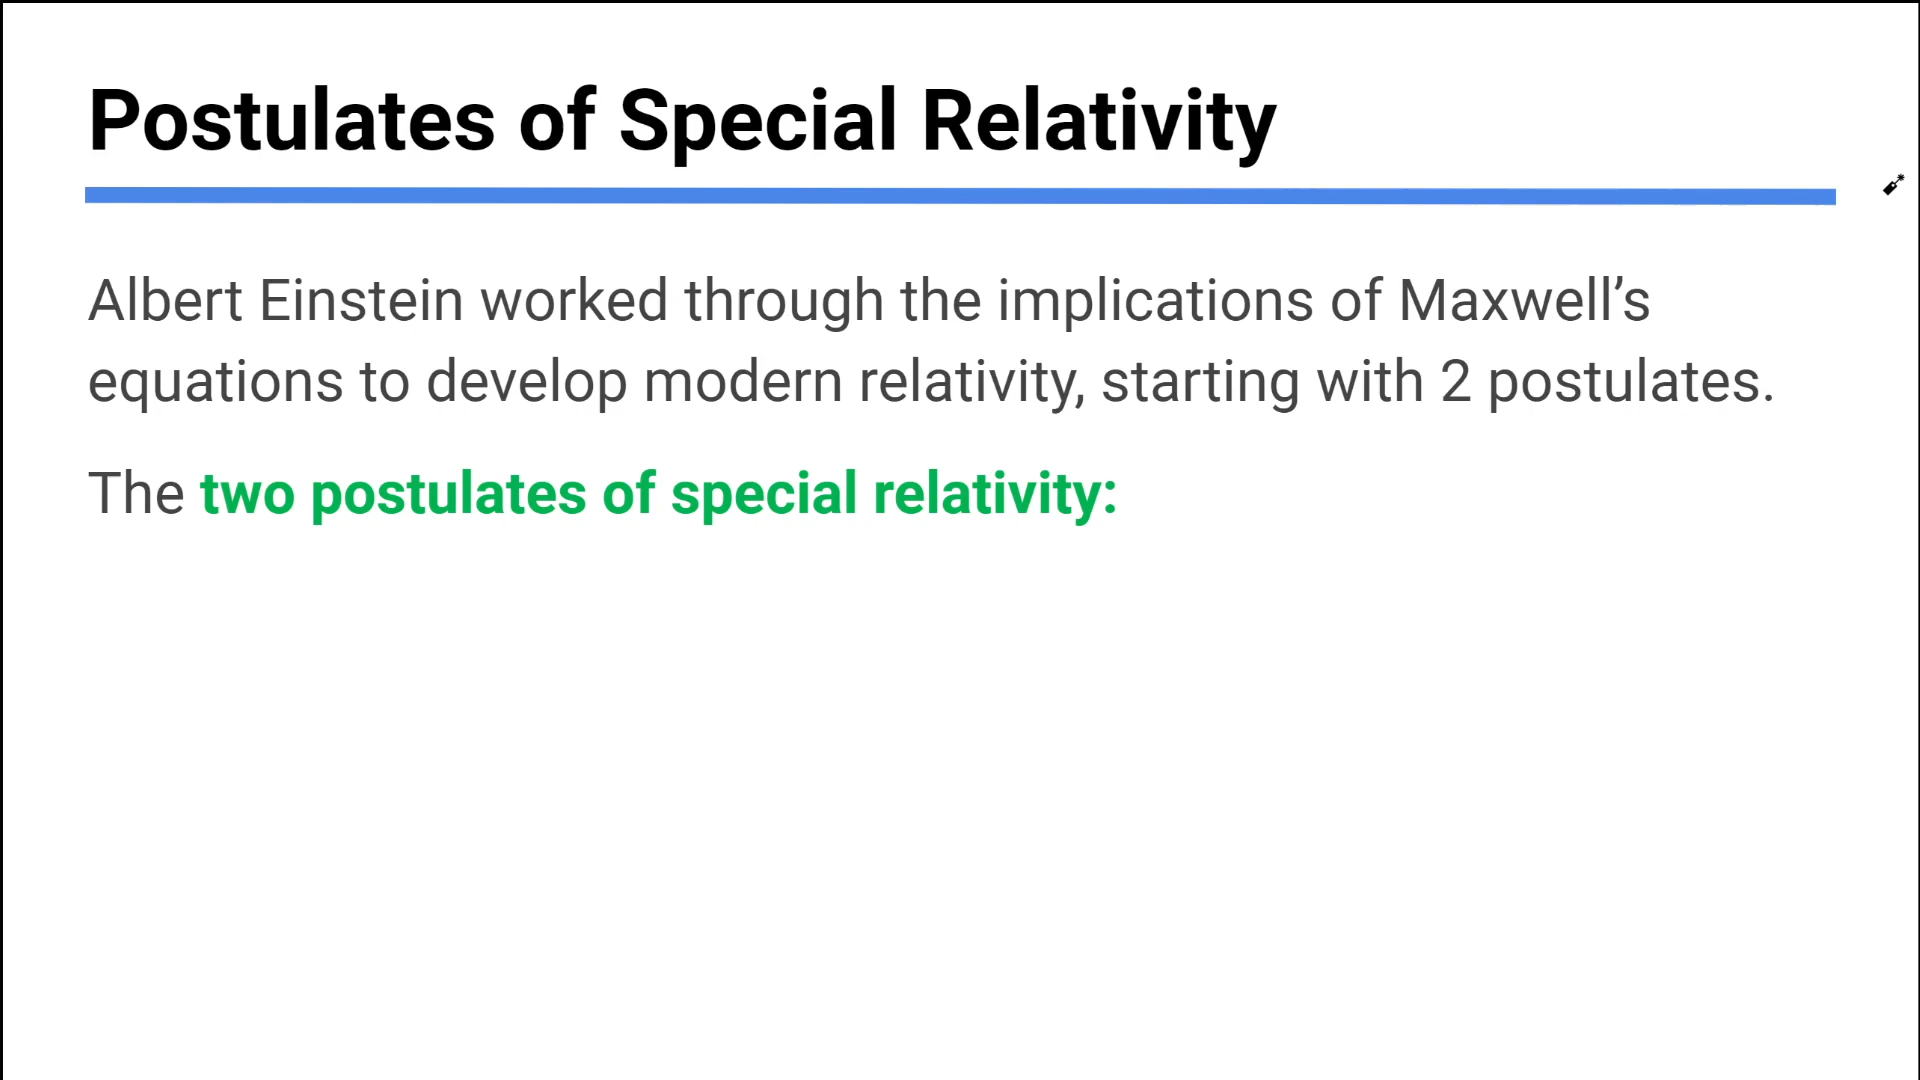 Postulates of Special Relativity
Albert Einstein worked through the implications of Maxwell’s
equations to develop modern relativity, starting with 2 postulates.
The two postulates of special relativity: